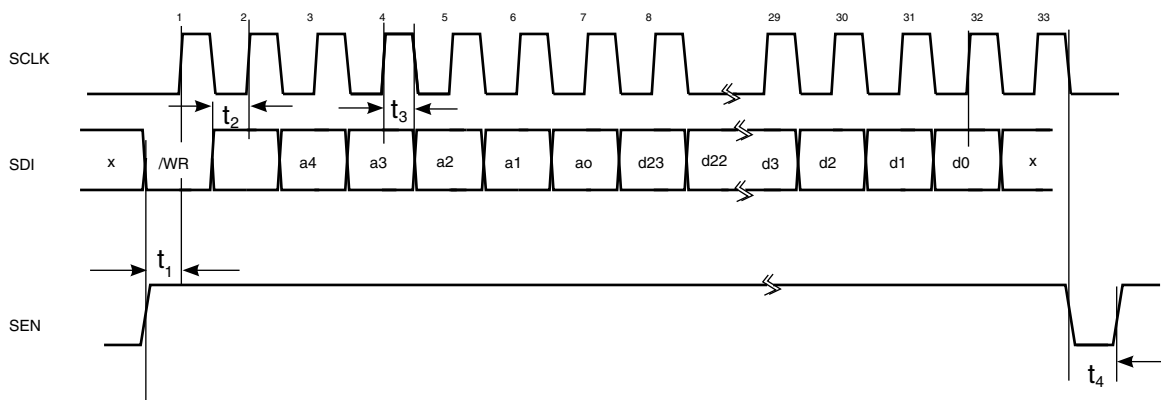 1 2 3 4 5 6 7 8 29 30 31 32 33
SCLK
t2 t3
SDI x /WR a4 a3 a2 a1 ao d23 d22 d3 d2 d1 d0 x
t1
SEN
t4